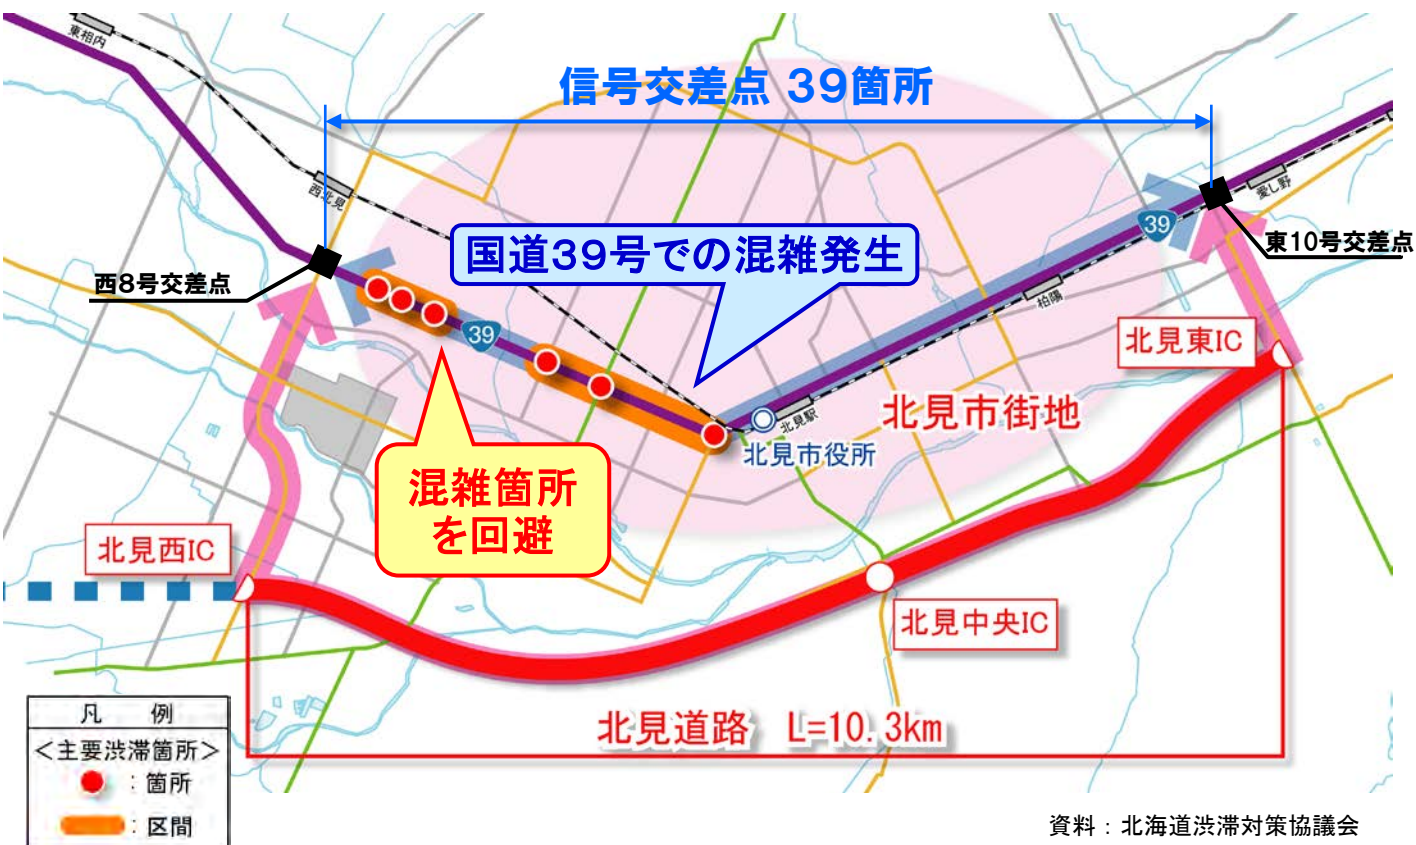 東相内
信号交差点 39箇所
西北見
愛し野
39
東10号交差点
国道39号での混雑発生
西8号交差点
柏陽
39
北見東IC
北見駅
北見市街地
北見市役所
混雑箇所
を回避
北見西IC
北見中央IC
北見道路 L=10.3km
凡 例
<主要渋滞箇所>
:箇所
:区間
資料:北海道渋滞対策協議会